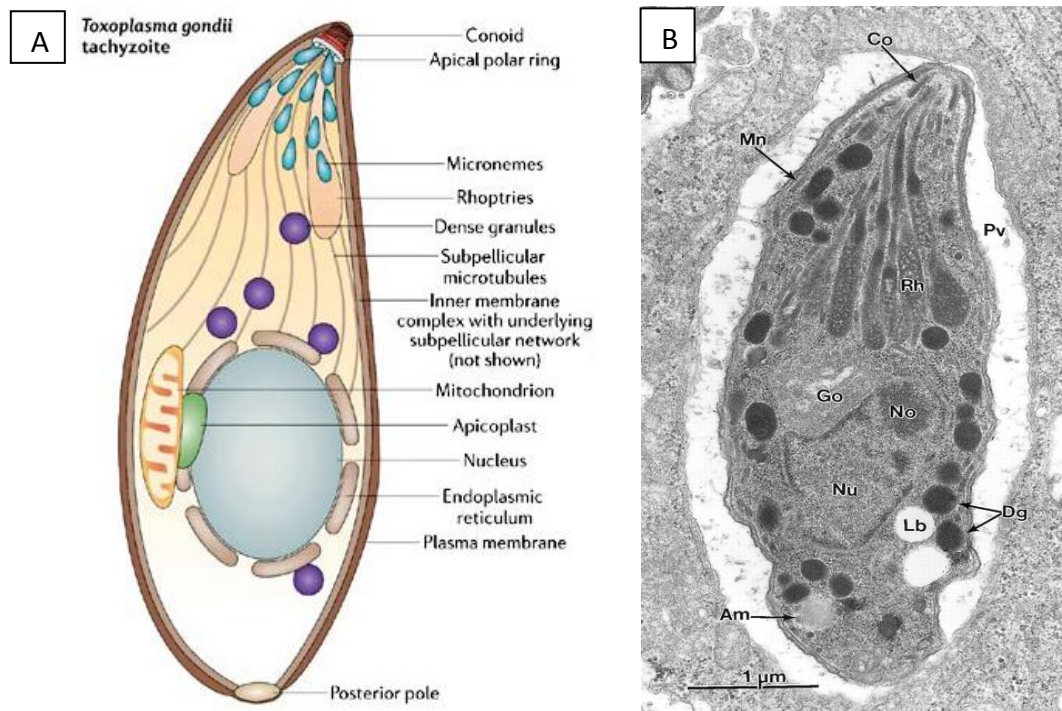 A
Toxoplasma gondii
tachyzoite
Conoid
Apical polar ring
Micronemes
Rhoptries
Dense granules
Subpellicular
microtubules
Inner membrane
complex with underlying
subpellicular network
(not shown)
Mitochondrion
Apicoplast
Nucleus
Endoplasmic
reticulum
Plasma membrane
Posterior pole
B
Co
Mn
Pv
Rh
Go
No
Nu
Lb
Dg
Am
1 µm